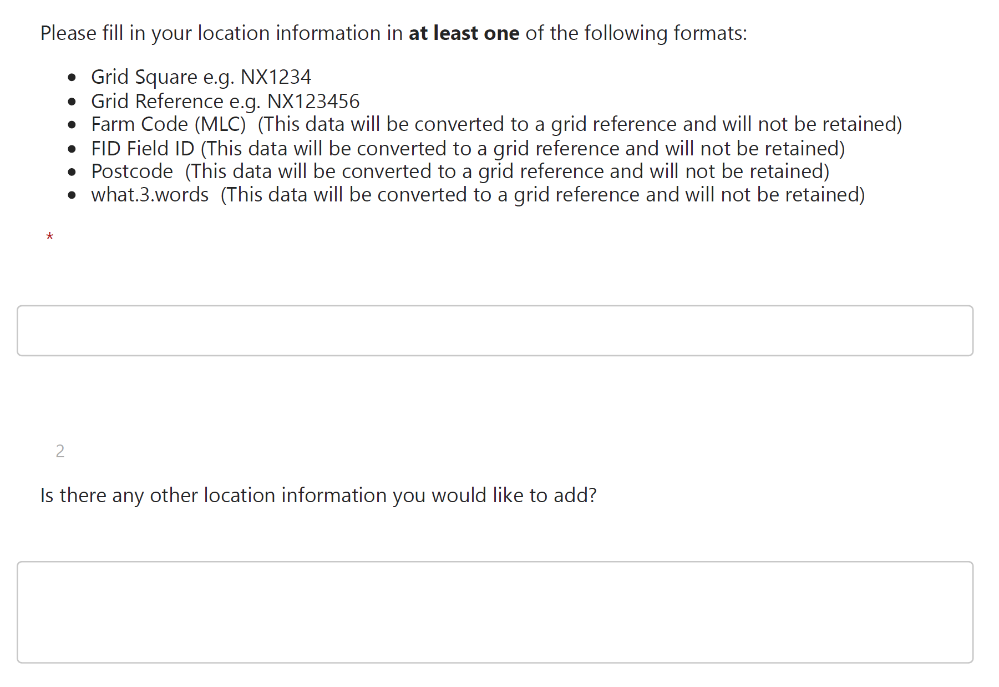 Please fill in your location information in at least one of the following formats:
• Grid Square e.g. NX1234
• Grid Reference e.g. NX123456
• Farm Code (MLC)  (This data will be converted to a grid reference and will not be retained)
• FID Field ID (This data will be converted to a grid reference and will not be retained)
• Postcode  (This data will be converted to a grid reference and will not be retained)
• what.3.words  (This data will be converted to a grid reference and will not be retained)
*
2
Is there any other location information you would like to add?